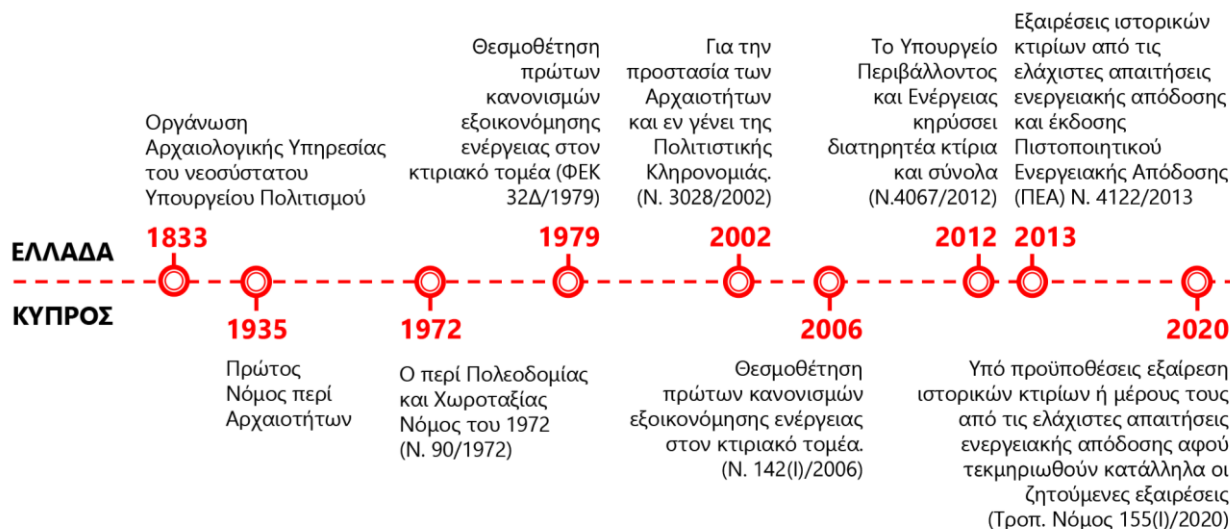 Οργάνωση
Αρχαιολογικής Υπηρεσίας
του νεοσύστατου
Υπουργείου Πολιτισμού
1833
Θεσμοθέτηση
πρώτων
κανονισμών
εξοικονόμησης
ενέργειας στον
κτιριακό τομέα (ΦΕΚ
32Δ/1979)
1979
Για την
προστασία των
Αρχαιοτήτων
και εν γένει της
Πολιτιστικής
Κληρονομιάς.
(Ν. 3028/2002)
2002
Το Υπουργείο
Περιβάλλοντος
και Ενέργειας
κηρύσσει
διατηρητέα κτίρια
και σύνολα
(Ν.4067/2012)
2012
Εξαιρέσεις ιστορικών
κτιρίων από τις
ελάχιστες απαιτήσεις
ενεργειακής απόδοσης
και έκδοσης
Πιστοποιητικού
Ενεργειακής Απόδοσης
(ΠΕΑ) Ν. 4122/2013
2013
ΕΛΛΑΔΑ
ΚΥΠΡΟΣ
1935
Πρώτος
Νόμος περί
Αρχαιοτήτων
1972
Ο περί Πολεοδομίας
και Χωροταξίας
Νόμος του 1972
(Ν. 90/1972)
2006
Θεσμοθέτηση
πρώτων κανονισμών
εξοικονόμησης ενέργειας
στον κτιριακό τομέα.
(Ν. 142(Ι)/2006)
2020
Υπό προϋποθέσεις εξαίρεση
ιστορικών κτιρίων ή μέρους τους
από τις ελάχιστες απαιτήσεις
ενεργειακής απόδοσης αφού
τεκμηριωθούν κατάλληλα οι
ζητούμενες εξαιρέσεις
(Τροπ. Νόμος 155(Ι)/2020)